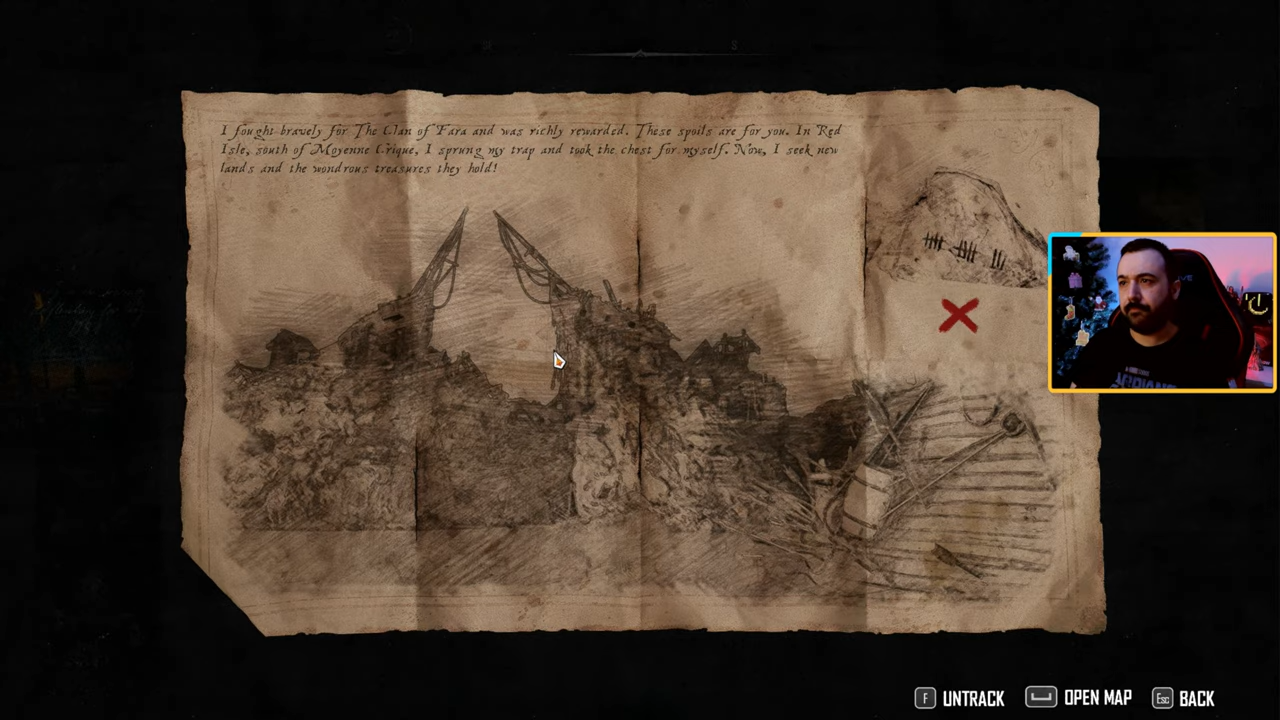 S
I fought bravely for The Clan of Fara and was richly rewarded. These spoils are for you. In Red
Isle, south of Moyenne Crique, I sprung my trap and took the chest for myself. Now, I seek new
lands and the wondrous treasures they hold!
F UNTRACK OPEN MAP Esc BACK